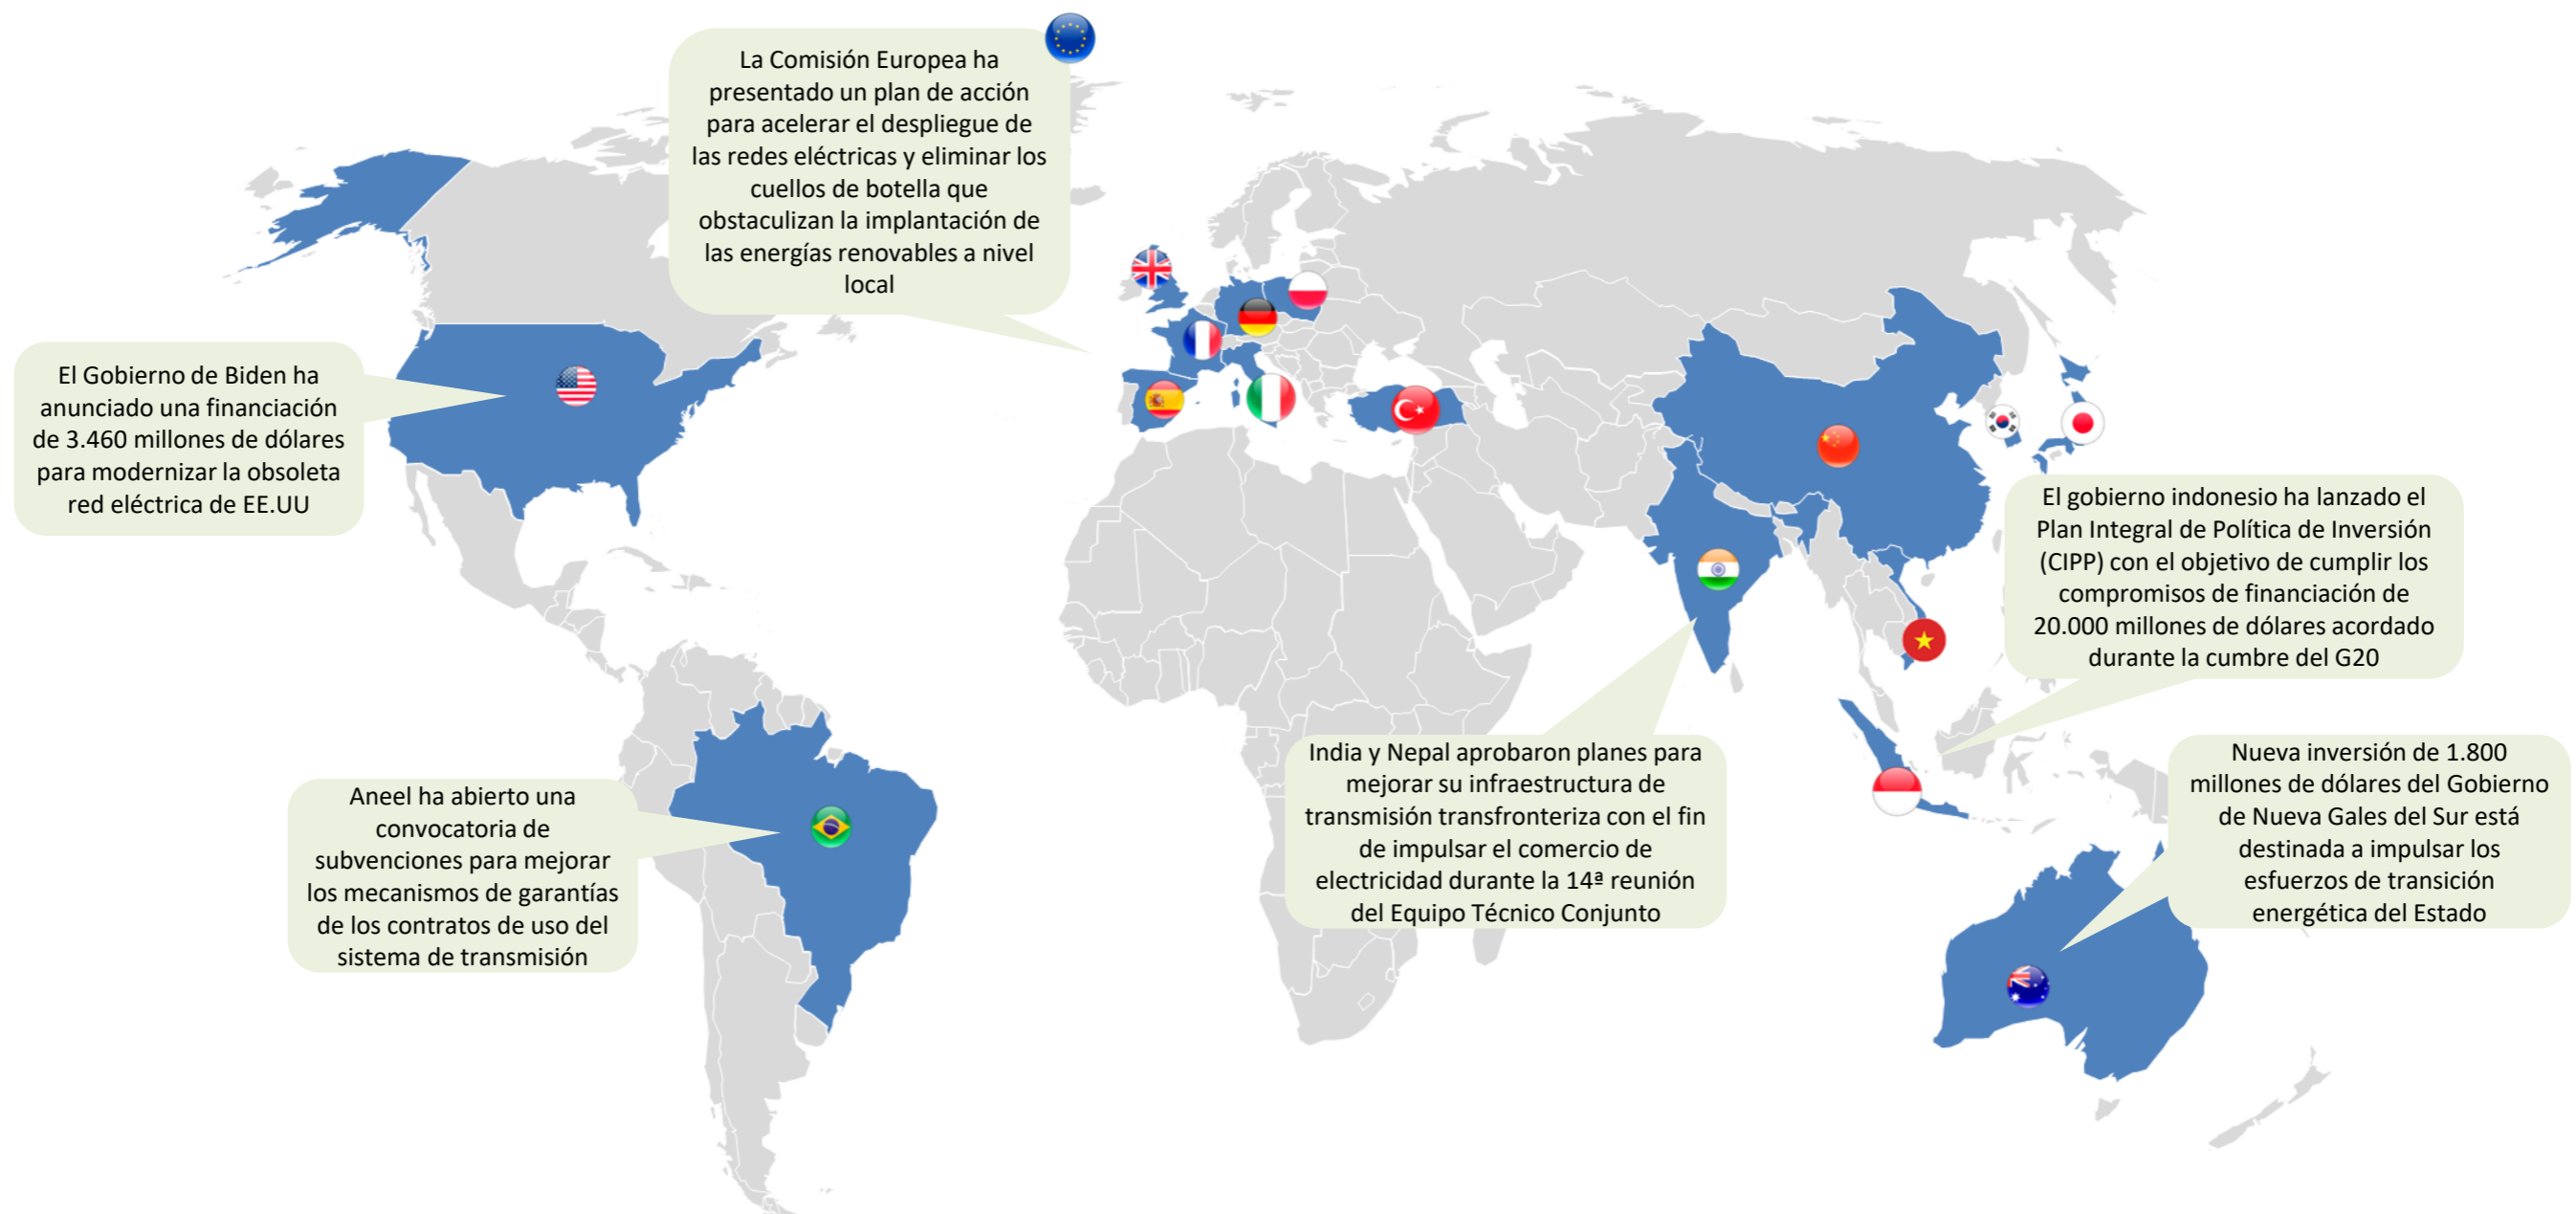 La Comisión Europea ha
presentado un plan de acción
para acelerar el despliegue de
las redes eléctricas y eliminar los
cuellos de botella que
obstaculizan la implantación de
las energías renovables a nivel
local
El Gobierno de Biden ha
anunciado una financiación
de 3.460 millones de dólares
para modernizar la obsoleta
red eléctrica de EE.UU
El gobierno indonesio ha lanzado el
Plan Integral de Política de Inversión
(CIPP) con el objetivo de cumplir los
compromisos de financiación de
20.000 millones de dólares acordado
durante la cumbre del G20
India y Nepal aprobaron planes para
mejorar su infraestructura de
transmisión transfronteriza con el fin
de impulsar el comercio de
electricidad durante la 14ª reunión
del Equipo Técnico Conjunto
Nueva inversión de 1.800
millones de dólares del Gobierno
de Nueva Gales del Sur está
destinada a impulsar los
esfuerzos de transición
energética del Estado
Aneel ha abierto una
convocatoria de
subvenciones para mejorar
los mecanismos de garantías
de los contratos de uso del
sistema de transmisión